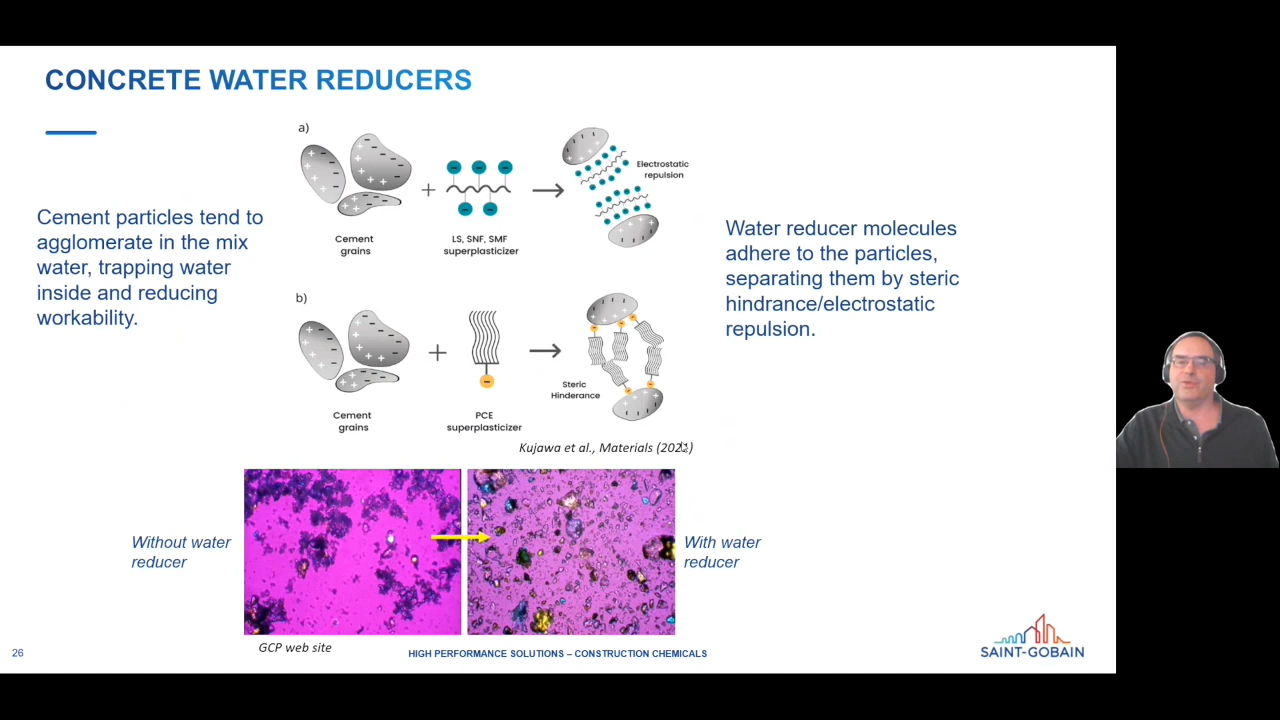 CONCRETE WATER REDUCERS
a)
Cement particles tend to
agglomerate in the mix
water, trapping water
inside and reducing
workability.
Cement
grains
LS, SNF, SMF
superplasticizer
Electrostatic
repulsion
Water reducer molecules
adhere to the particles,
separating them by steric
hindrance/electrostatic
repulsion.
b)
Cement
grains
PCE
superplasticizer
Steric
Hinderance
Kujawa et al., Materials (2021)
Without water
reducer
With water
reducer
GCP web site
26
HIGH PERFORMANCE SOLUTIONS – CONSTRUCTION CHEMICALS
SAINT-GOBAIN